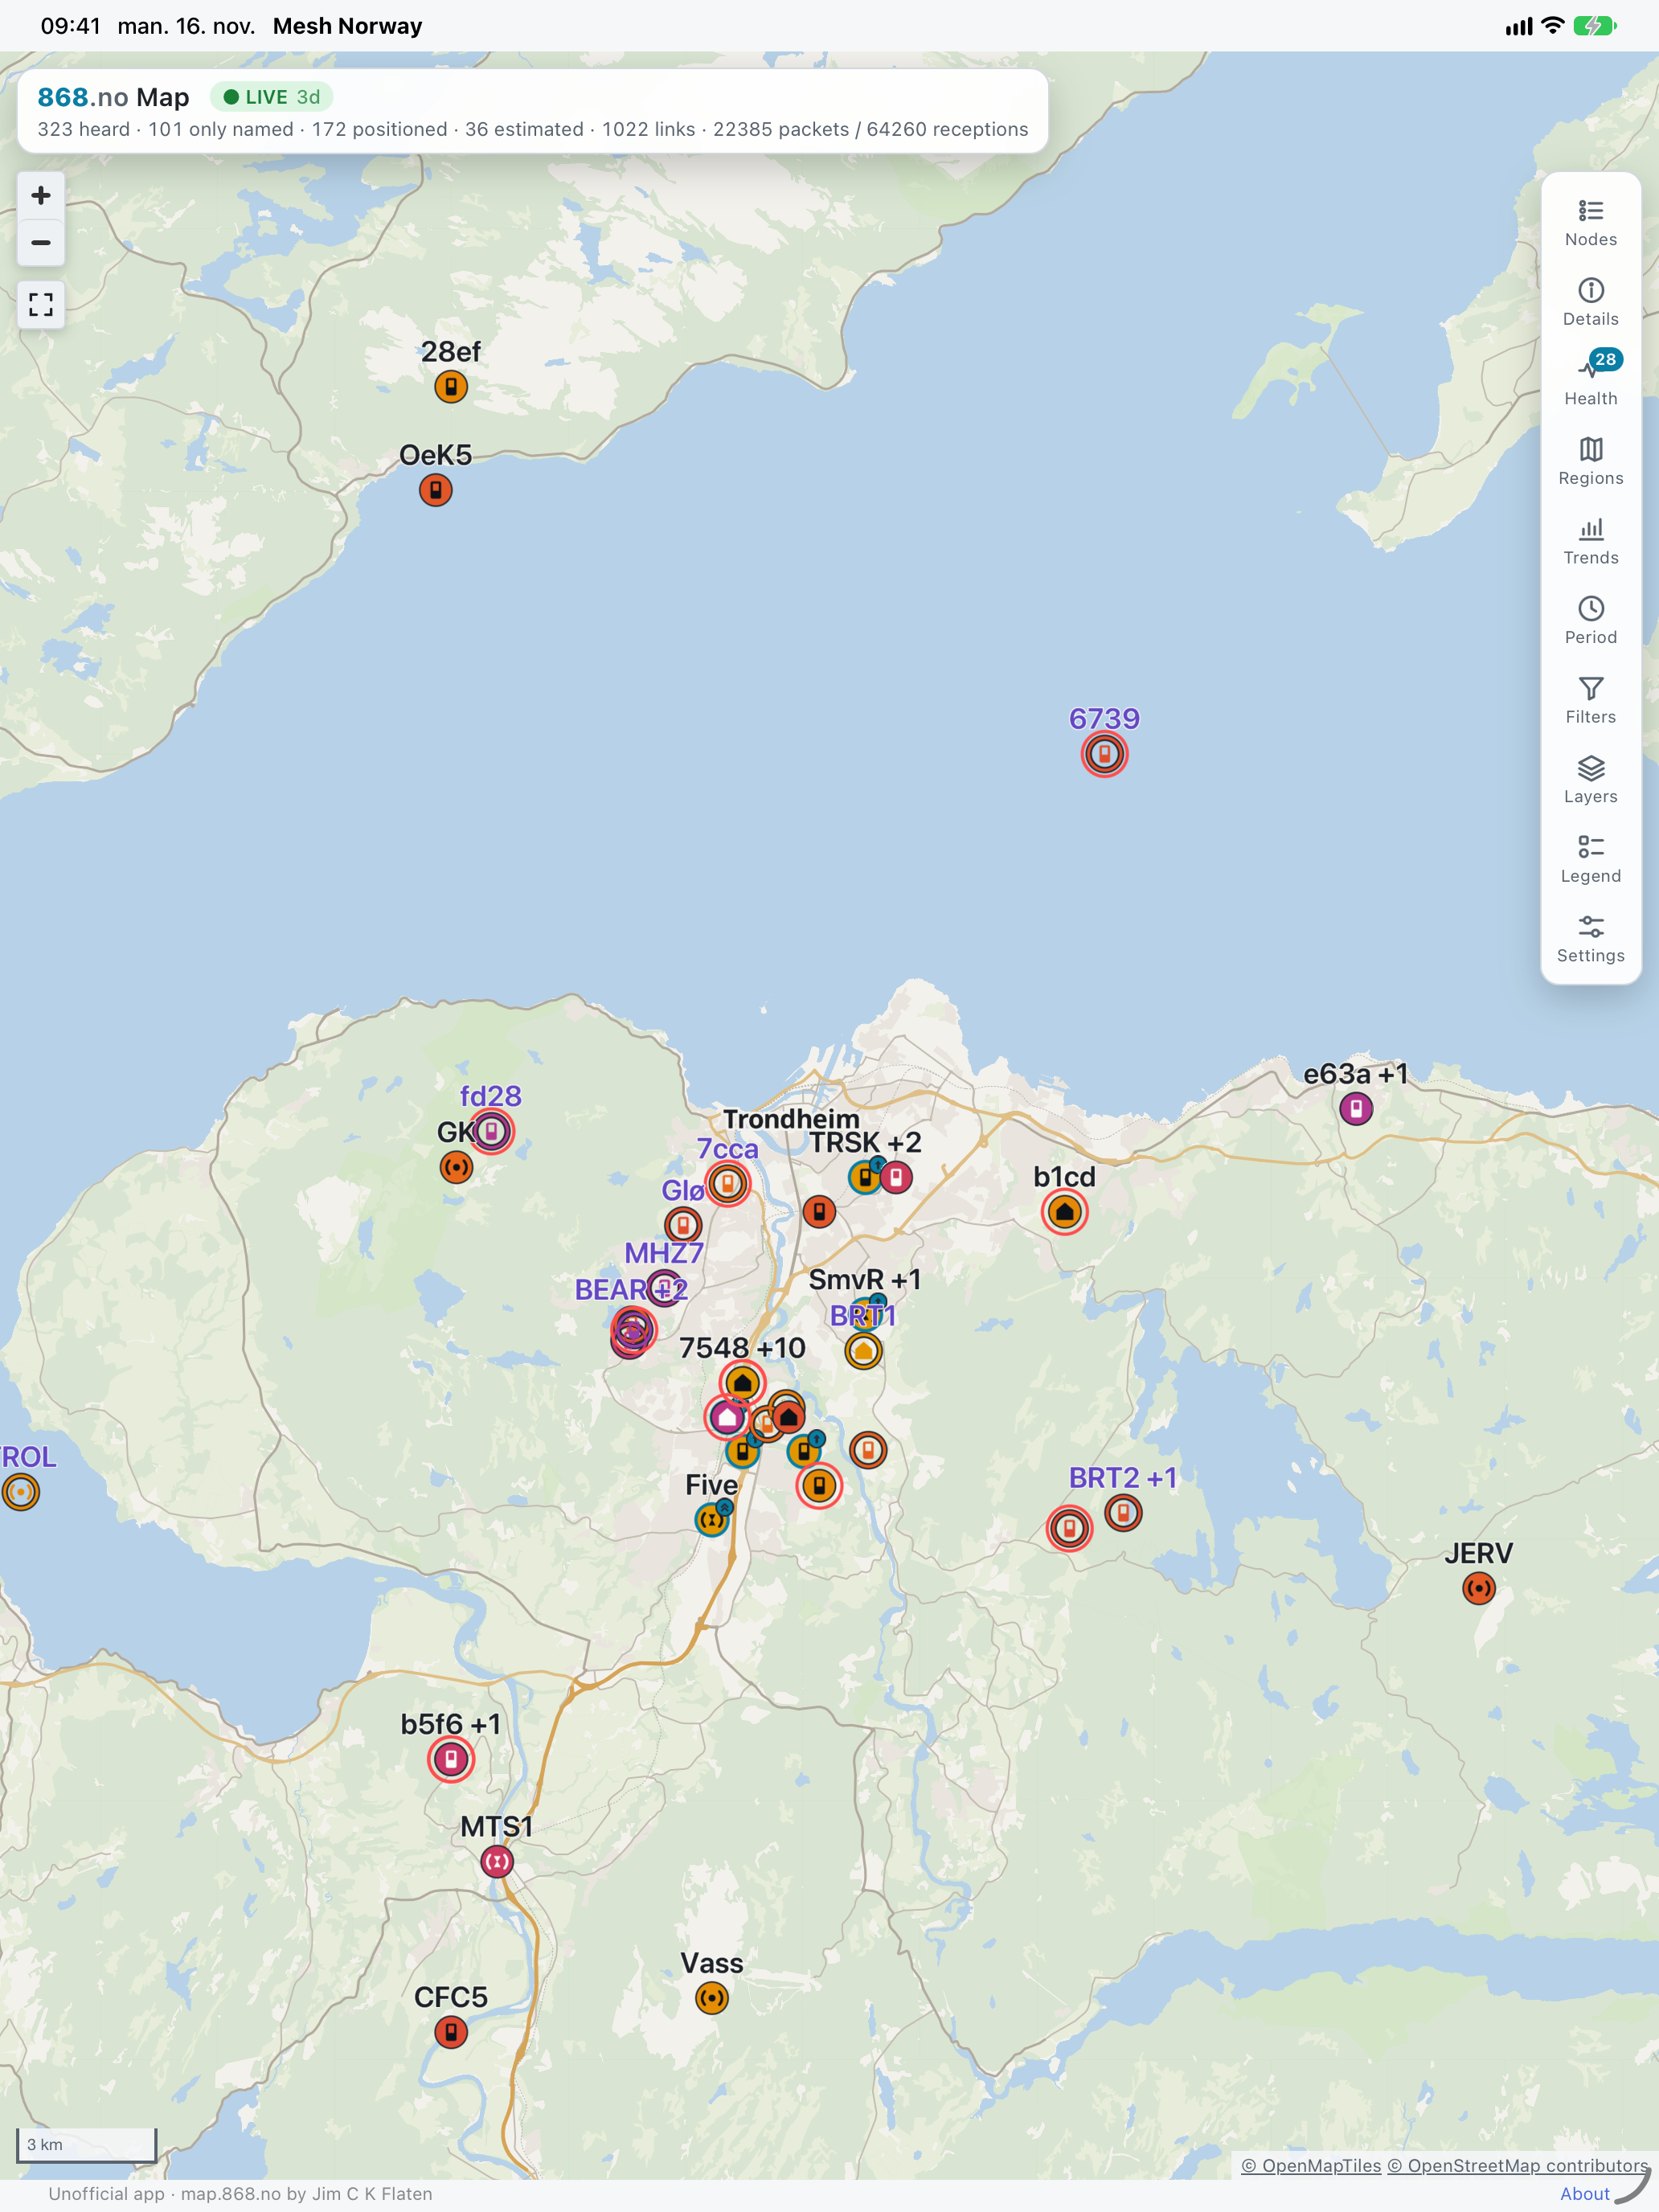 09:41 man. 16. nov. Mesh Norway
868.no Map LIVE 3d
323 heard · 101 only named · 172 positioned · 36 estimated · 1022 links · 22385 packets / 64260 receptions
+
−
Nodes
Details
28
Health
Regions
Trends
Period
Filters
Layers
Legend
Settings
28ef
OeK5
6739
e63a +1
fd28
GK
Trondheim
TRSK +2
7cca
b1cd
Glø
MHZ7
SmvR +1
BEAR +2
BRT1
7548 +10
ROL
BRT2 +1
Five
JERV
b5f6 +1
MTS1
Vass
CFC5
3 km
© OpenMapTiles © OpenStreetMap contributors
Unofficial app · map.868.no by Jim C K Flaten
About